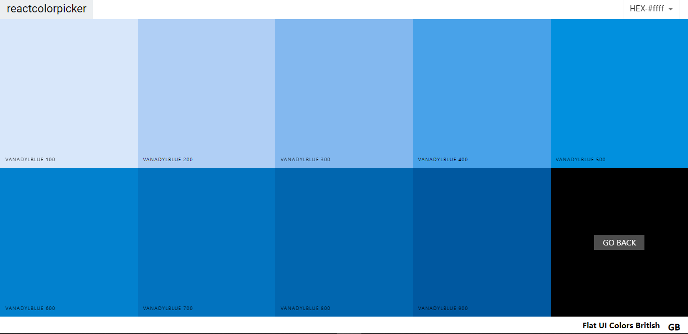 reactcolorpicker
HEX-#ffff
VANADYLBLUE 100
VANADYLBLUE 200
VANADYLBLUE 300
VANADYLBLUE 400
VANADYLBLUE 500
VANADYLBLUE 600
VANADYLBLUE 700
VANADYLBLUE 800
VANADYLBLUE 900
GO BACK
Flat UI Colors British GB